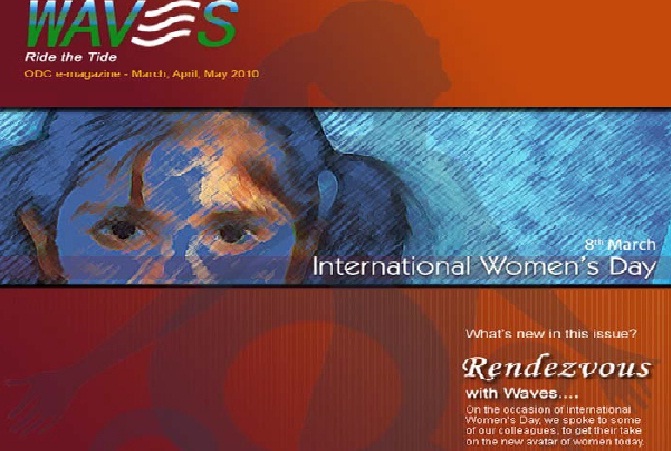 WAVES
Ride the Tide
ODC e-magazine - March, April, May 2010
8th March
International Women's Day
What's new in this issue?
Rendezvous
with Waves....
On the occasion of International
Women's Day, we spoke to some
of our colleagues, to get their take
on the new avatar of women today.